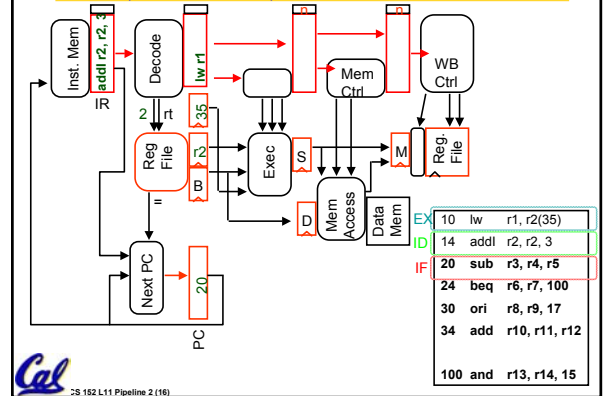 n
n
Inst. Mem
addI r2, r2, 3
Decode
lw r1
Mem
Ctrl
WB
Ctrl
IR
2 rt
35
Reg
File
r2
B
Exec
S
M
Reg.
File
=
D
Mem
Access
Data
Mem
Next PC
20
PC
EX 10 lw r1, r2(35)
ID 14 addI r2, r2, 3
IF 20 sub r3, r4, r5
24 beq r6, r7, 100
30 ori r8, r9, 17
34 add r10, r11, r12
100 and r13, r14, 15
Cal
CS 152 L11 Pipeline 2 (16)